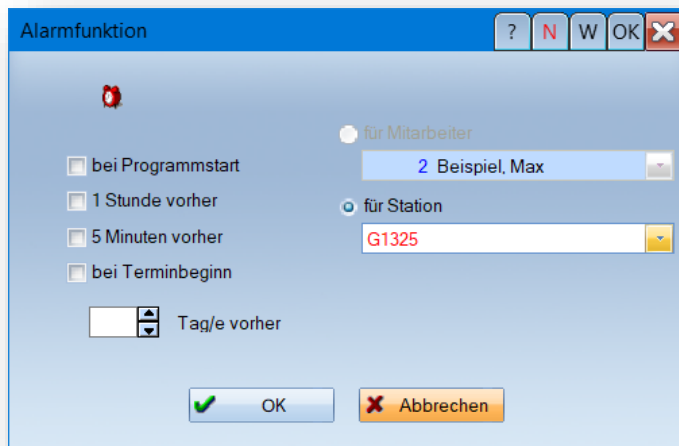 Alarmfunktion
? N W OK
für Mitarbeiter
bei Programmstart
2 Beispiel, Max
1 Stunde vorher
für Station
5 Minuten vorher
G1325
bei Terminbeginn
Tag/e vorher
OK
Abbrechen